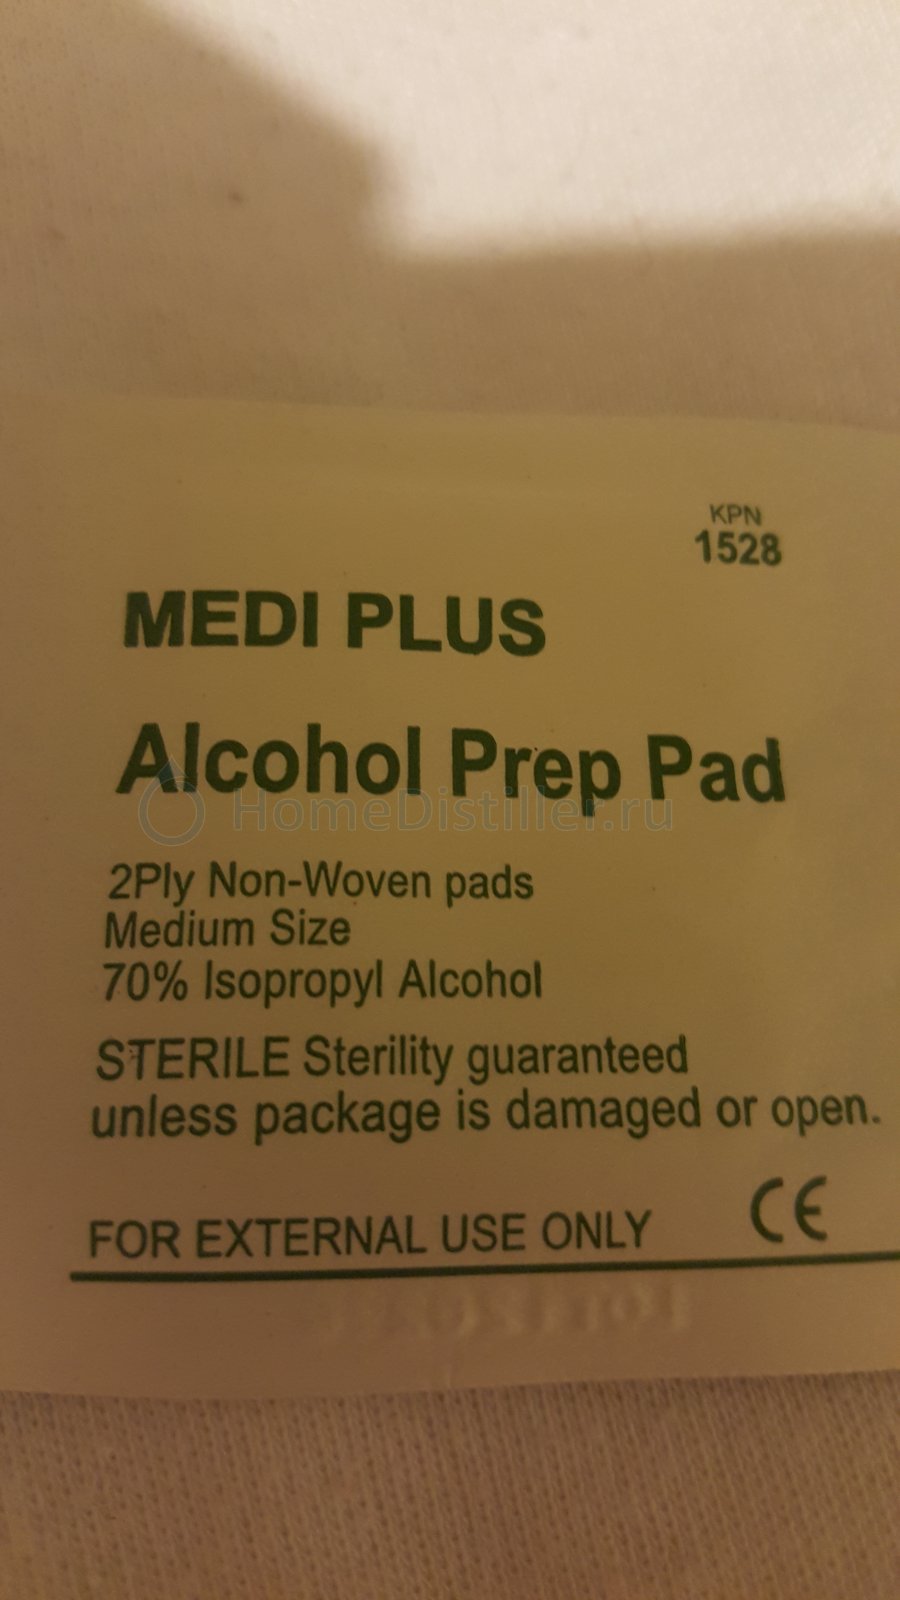 KPN
1528
MEDI PLUS
Alcohol Prep Pad
HomeDistiller.ru
2Ply Non-Woven pads
Medium Size
70% Isopropyl Alcohol
STERILE Sterility guaranteed
unless package is damaged or open.
FOR EXTERNAL USE ONLY
CE